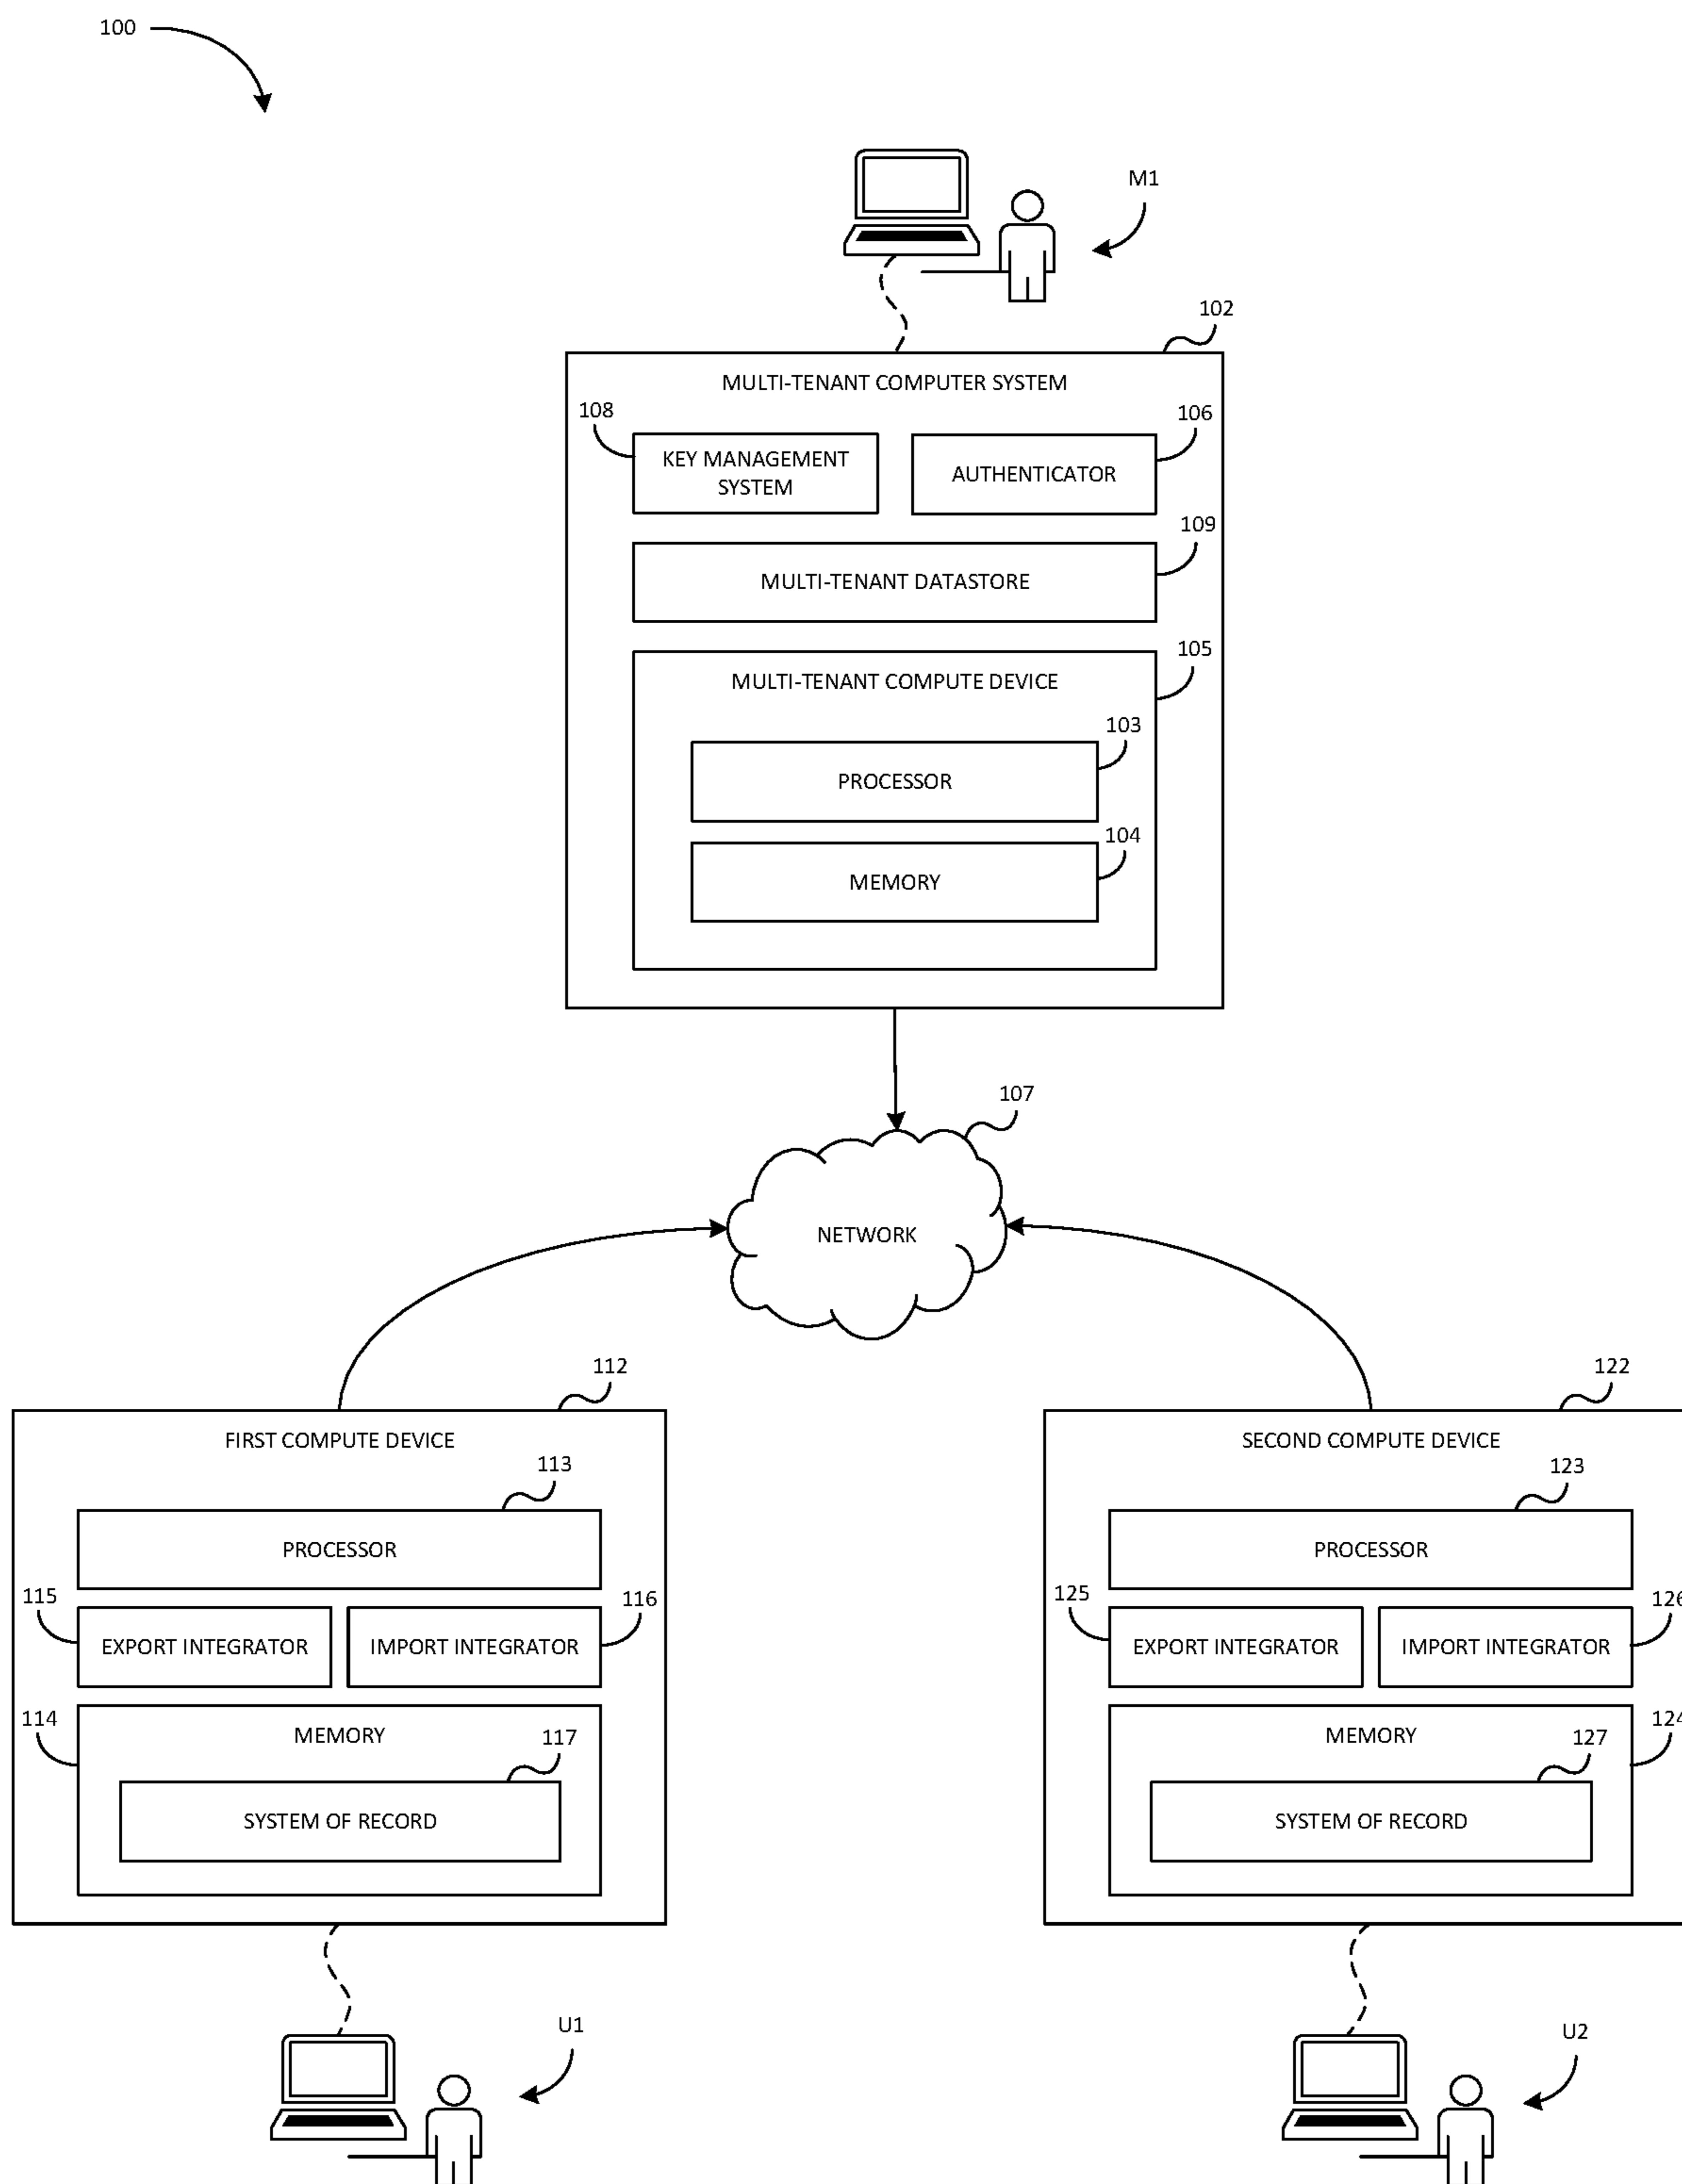 100
M1
102
MULTI-TENANT COMPUTER SYSTEM
108
106
KEY MANAGEMENT
SYSTEM
AUTHENTICATOR
109
MULTI-TENANT DATASTORE
105
MULTI-TENANT COMPUTE DEVICE
103
PROCESSOR
104
MEMORY
107
NETWORK
112
FIRST COMPUTE DEVICE
113
PROCESSOR
115
116
EXPORT INTEGRATOR
IMPORT INTEGRATOR
114
MEMORY
117
SYSTEM OF RECORD
U1
122
SECOND COMPUTE DEVICE
123
PROCESSOR
125
126
EXPORT INTEGRATOR
IMPORT INTEGRATOR
124
MEMORY
127
SYSTEM OF RECORD
U2